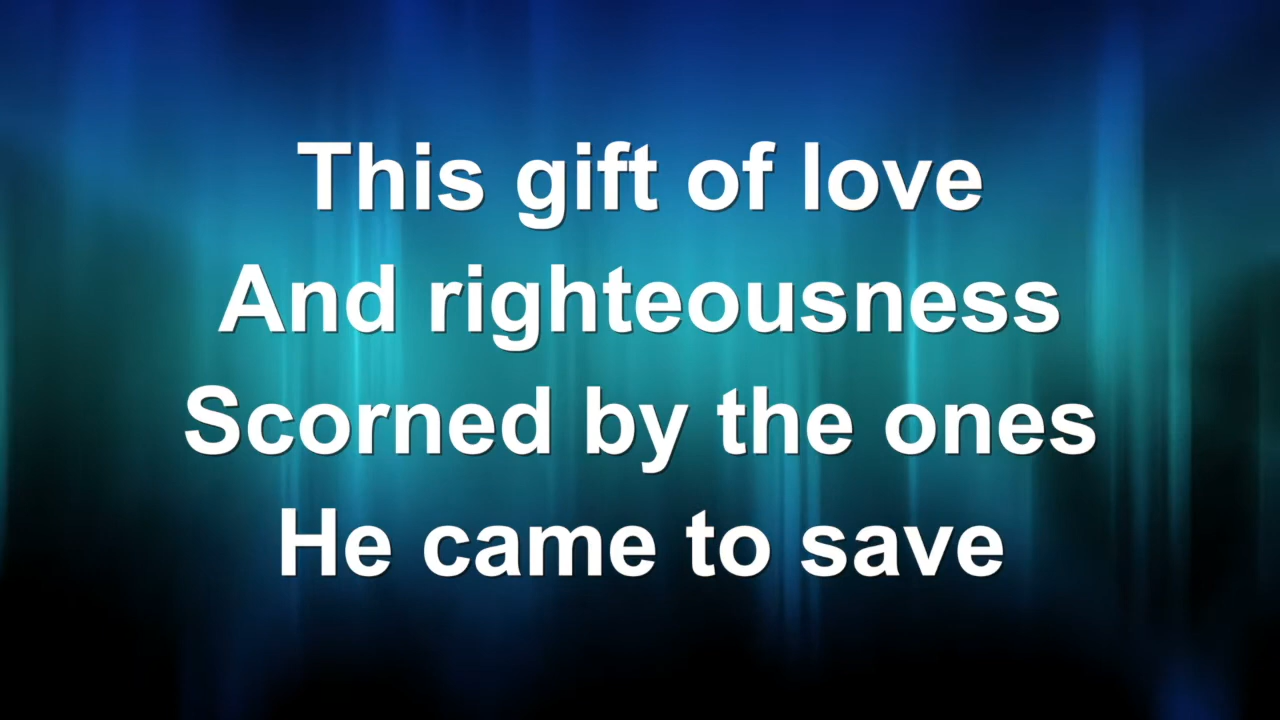 This gift of love
And righteousness
Scorned by the ones
He came to save